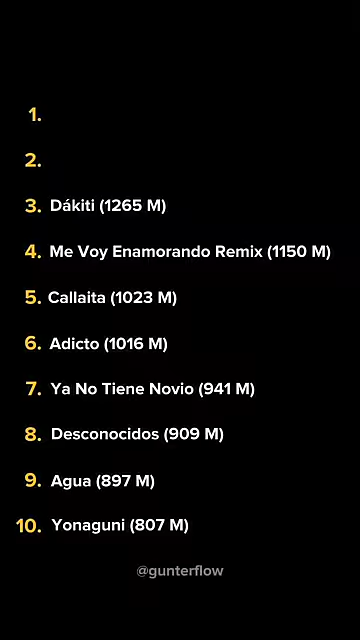 1.
2.
3. Dákiti (1265 M)
4. Me Voy Enamorando Remix (1150 M)
5. Callaita (1023 M)
6. Adicto (1016 M)
7. Ya No Tiene Novio (941 M)
8. Desconocidos (909 M)
9. Agua (897 M)
10. Yonaguni (807 M)
@gunterflow